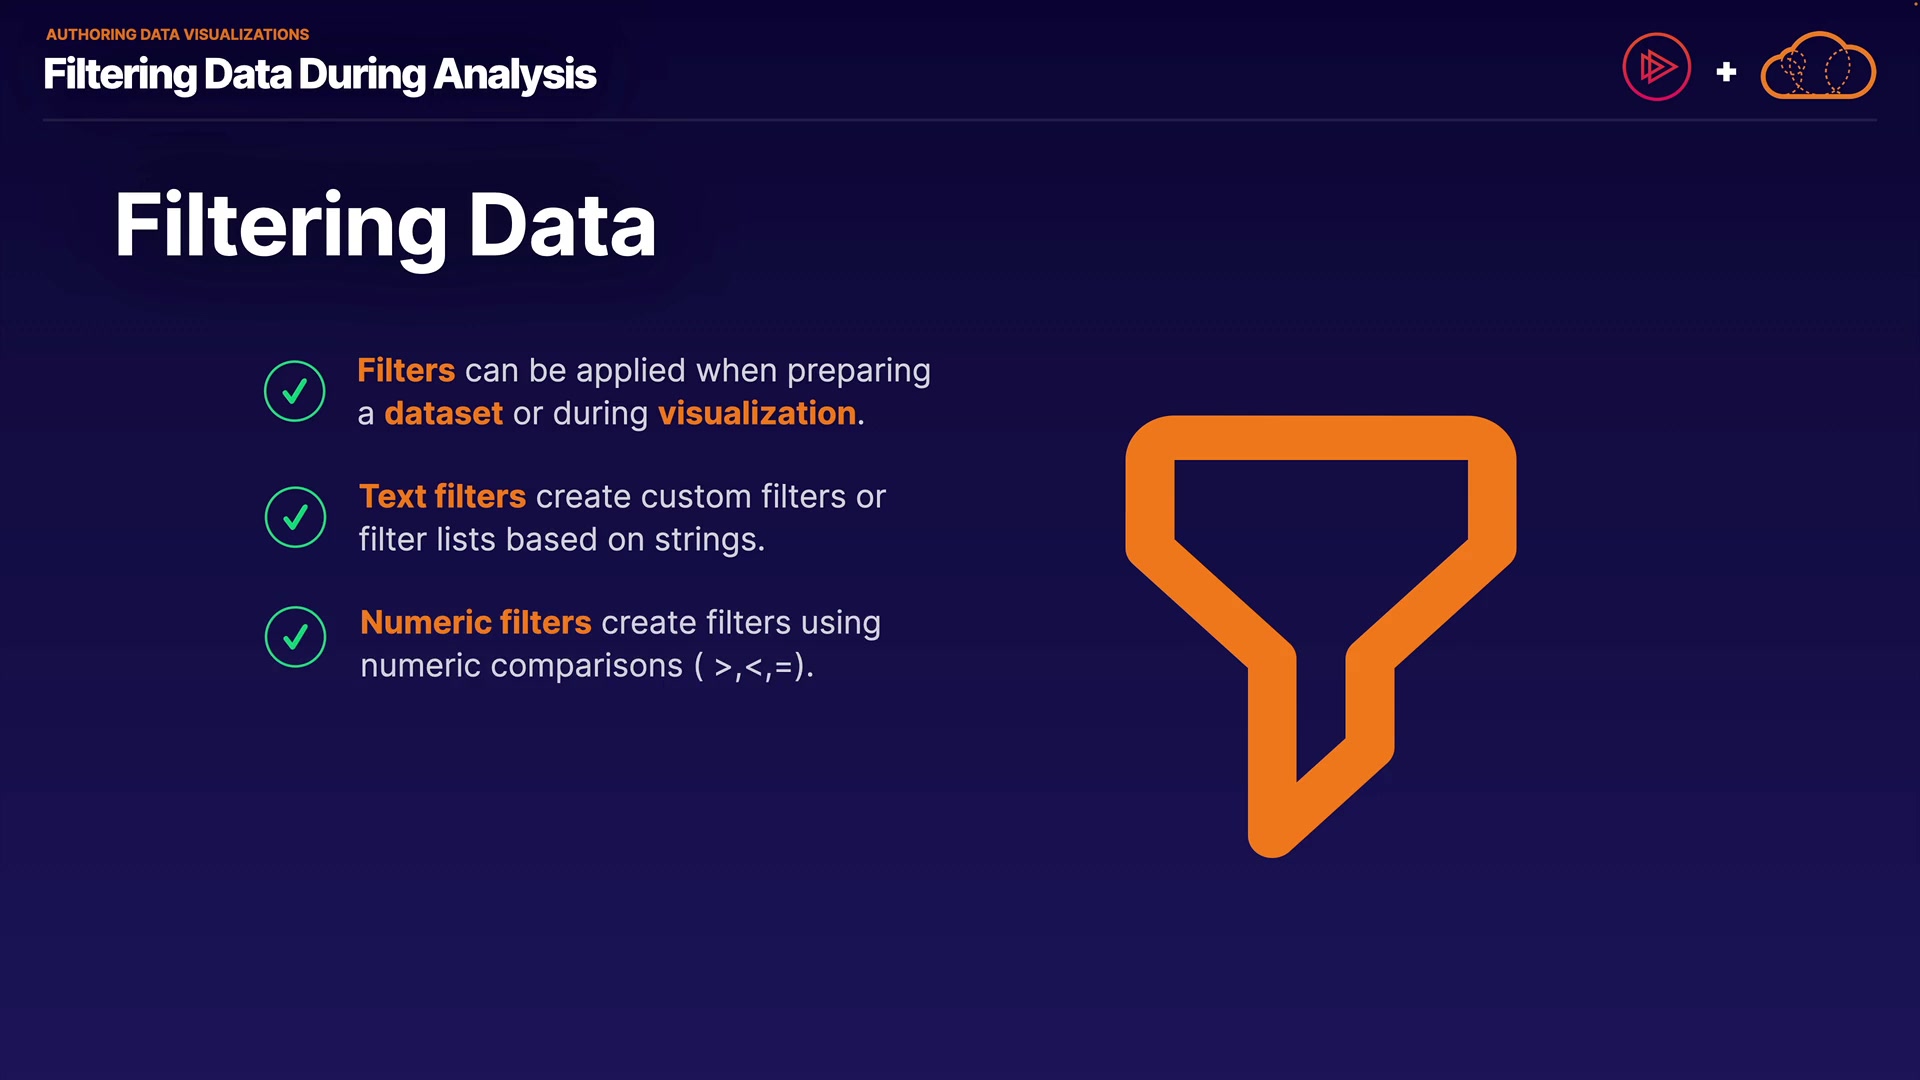 AUTHORING DATA VISUALIZATIONS
Filtering Data During Analysis
+
Filtering Data
Filters can be applied when preparing
a dataset or during visualization.
Text filters create custom filters or
filter lists based on strings.
Numeric filters create filters using
numeric comparisons ( >,<,=).